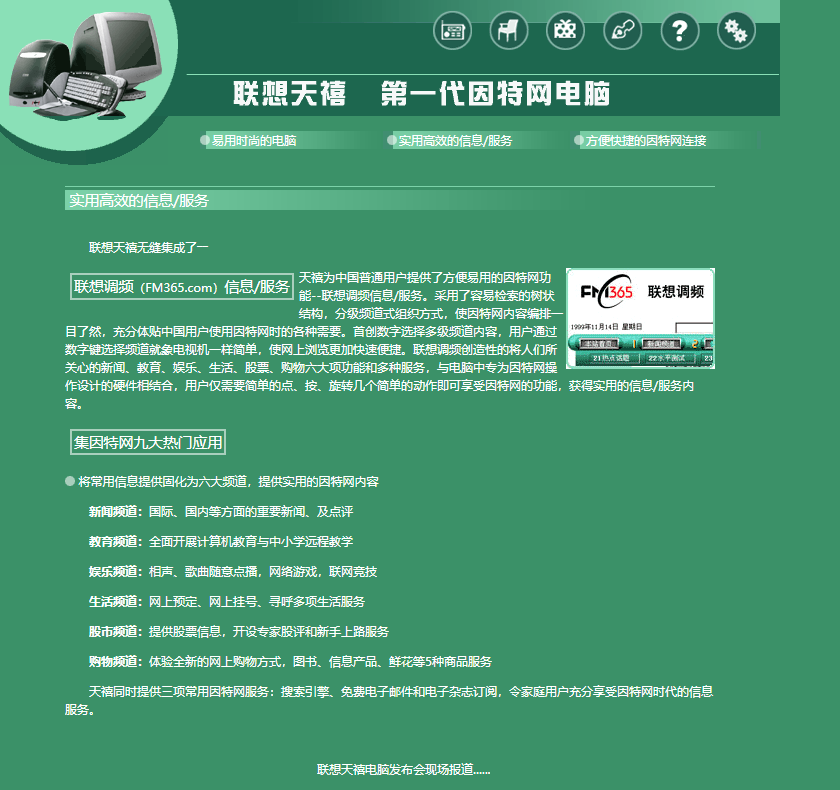 联想天禧 第一代因特网电脑
易用时尚的电脑 实用高效的信息/服务 方便快捷的因特网连接
实用高效的信息/服务
联想天禧无缝集成了一
联想调频（FM365.com）信息/服务
天禧为中国普通用户提供了方便易用的因特网功
能--联想调频信息/服务。采用了容易检索的树状
结构，分级频道式组织方式，使因特网内容编排一
目了然，充分体贴中国用户使用因特网时的各种需要。首创数字选择多级频道内容，用户通过
数字键选择频道就象电视机一样简单，使网上浏览更加快速便捷。联想调频创造性的将人们所
关心的新闻、教育、娱乐、生活、股票、购物六大项功能和多种服务，与电脑中专为因特网操
作设计的硬件相结合，用户仅需要简单的点、按、旋转几个简单的动作即可享受因特网的功能，获得实用的信息/服务内
容。
FM365 联想调频
1999年11月14日 星期日
本站首页 1 新闻频道 2
21热点话题 22水平测试 23
集因特网九大热门应用
将常用信息提供固化为六大频道，提供实用的因特网内容
新闻频道：国际、国内等方面的重要新闻、及点评
教育频道：全面开展计算机教育与中小学远程教学
娱乐频道：相声、歌曲随意点播，网络游戏，联网竞技
生活频道：网上预定、网上挂号、寻呼多项生活服务
股市频道：提供股票信息，开设专家股评和新手上路服务
购物频道：体验全新的网上购物方式，图书、信息产品、鲜花等5种商品服务
天禧同时提供三项常用因特网服务：搜索引擎、免费电子邮件和电子杂志订阅，令家庭用户充分享受因特网时代的信息
服务。
联想天禧电脑发布会现场报道......